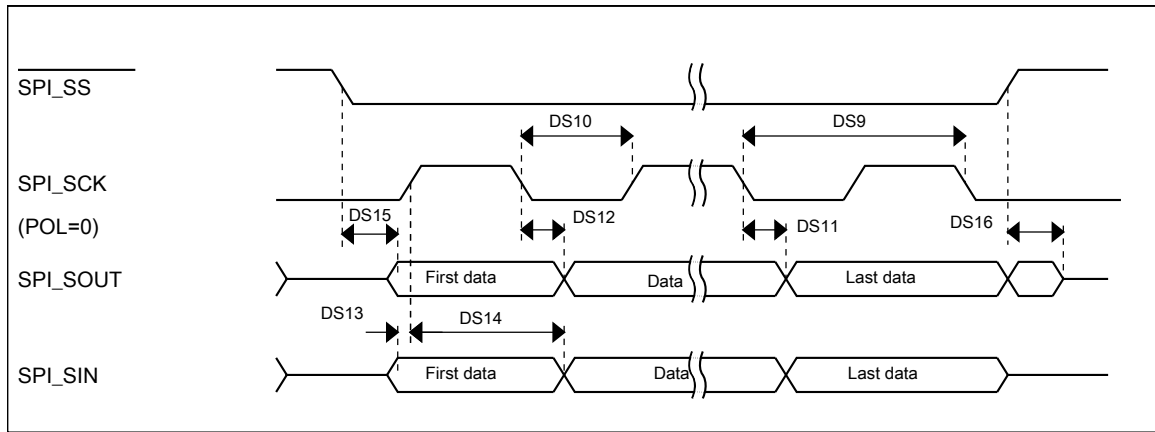 SPI_SS
DS10
DS9
SPI_SCK
(POL=0)
DS15
DS12
DS11
DS16
SPI_SOUT
First data
Data
Last data
DS13
DS14
SPI_SIN
First data
Data
Last data